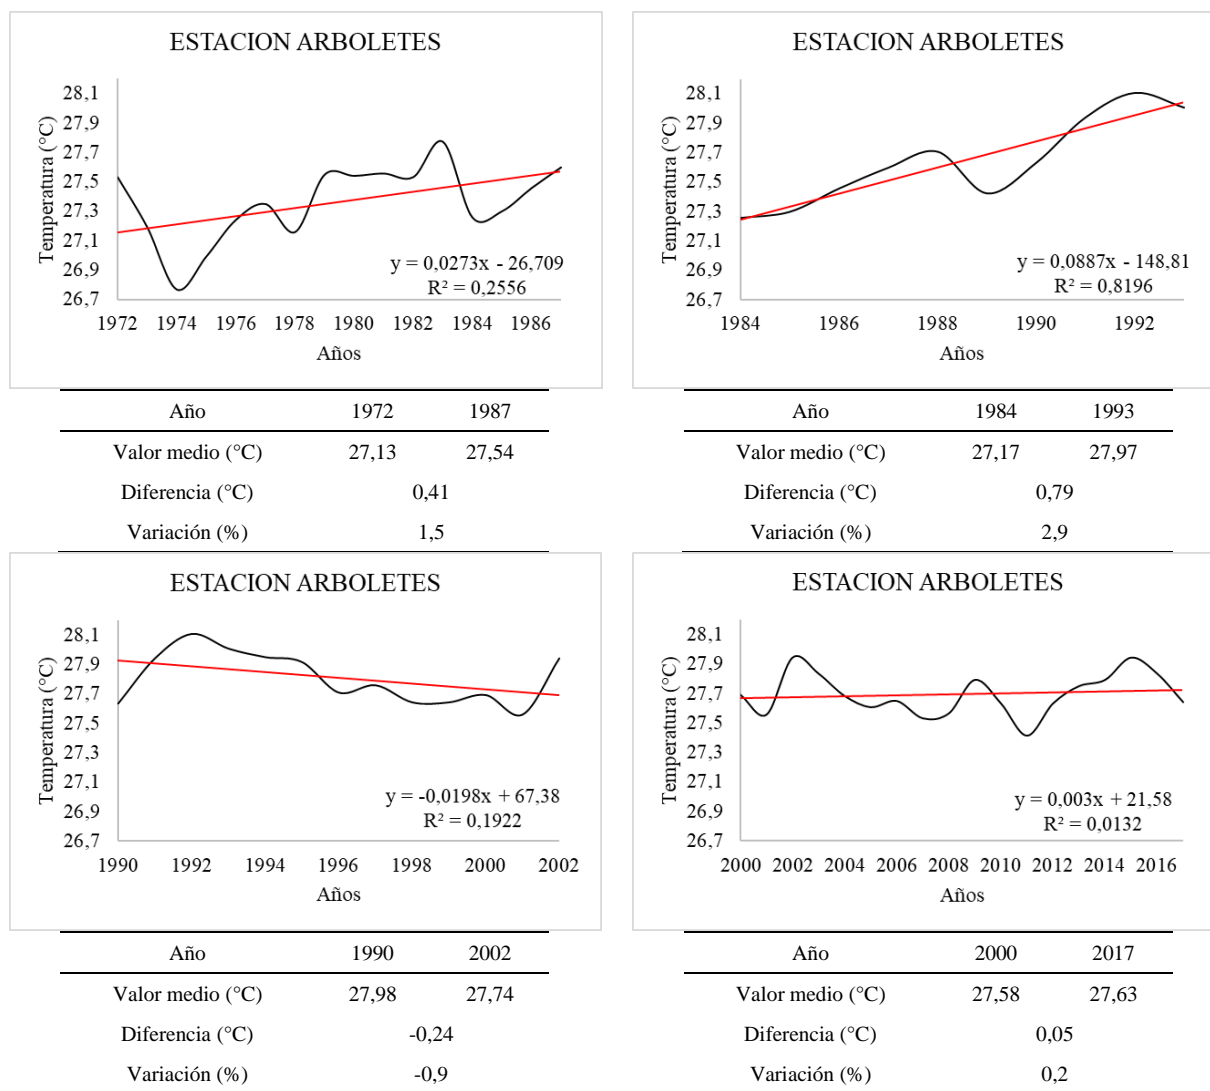 ESTACION ARBOLETES
Temperatura (°C)
28,1
27,9
27,7
27,5
27,3
27,1
26,9
26,7
y = 0,0273x - 26,709
R² = 0,2556
1972 1974 1976 1978 1980 1982 1984 1986
Años
Año 1972 1987
Valor medio (°C) 27,13 27,54
Diferencia (°C) 0,41
Variación (%) 1,5
ESTACION ARBOLETES
Temperatura (°C)
28,1
27,9
27,7
27,5
27,3
27,1
26,9
26,7
y = 0,0887x - 148,81
R² = 0,8196
1984 1986 1988 1990 1992
Años
Año 1984 1993
Valor medio (°C) 27,17 27,97
Diferencia (°C) 0,79
Variación (%) 2,9
ESTACION ARBOLETES
Temperatura (°C)
28,1
27,9
27,7
27,5
27,3
27,1
26,9
26,7
y = -0,0198x + 67,38
R² = 0,1922
1990 1992 1994 1996 1998 2000 2002
Años
Año 1990 2002
Valor medio (°C) 27,98 27,74
Diferencia (°C) -0,24
Variación (%) -0,9
ESTACION ARBOLETES
Temperatura (°C)
28,1
27,9
27,7
27,5
27,3
27,1
26,9
26,7
y = 0,003x + 21,58
R² = 0,0132
2000 2002 2004 2006 2008 2010 2012 2014 2016
Años
Año 2000 2017
Valor medio (°C) 27,58 27,63
Diferencia (°C) 0,05
Variación (%) 0,2